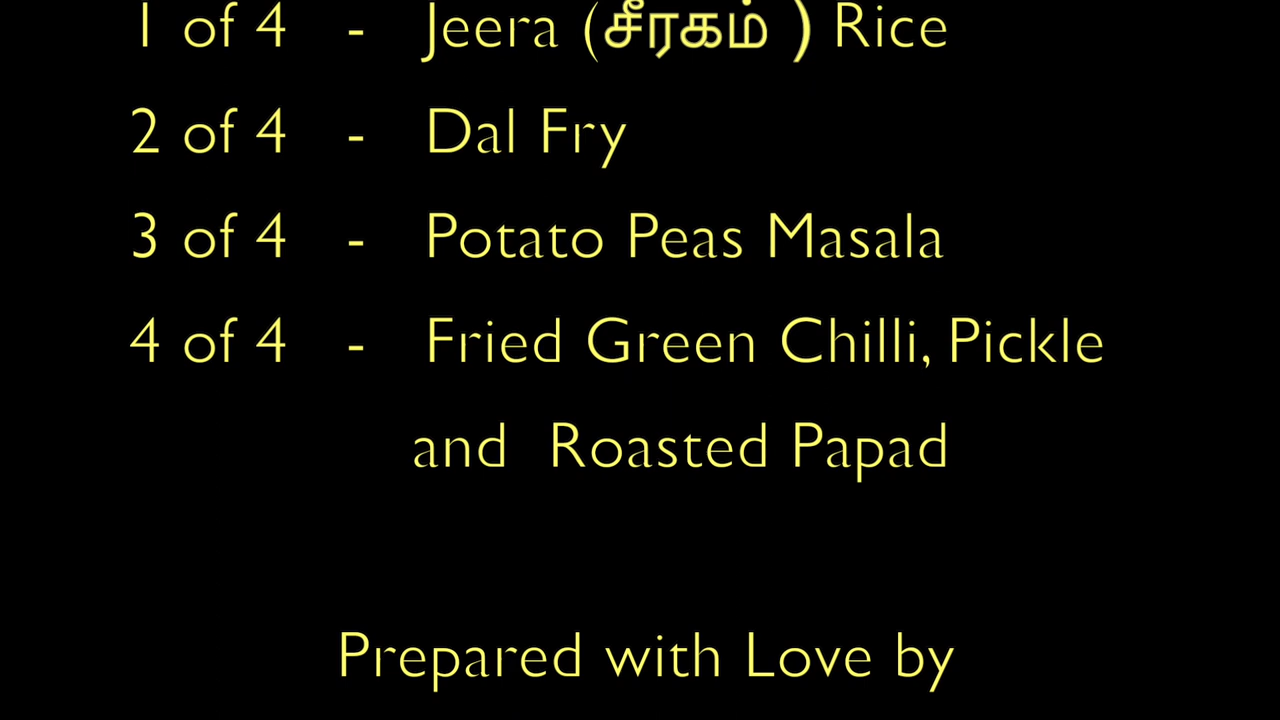 1 of 4 - Jeera (சீரகம் ) Rice
2 of 4 - Dal Fry
3 of 4 - Potato Peas Masala
4 of 4 - Fried Green Chilli, Pickle
and Roasted Papad
Prepared with Love by